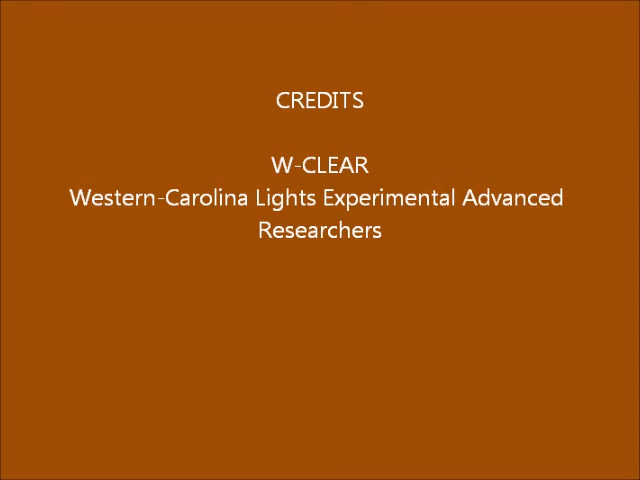 CREDITS
W-CLEAR
Western-Carolina Lights Experimental Advanced
Researchers